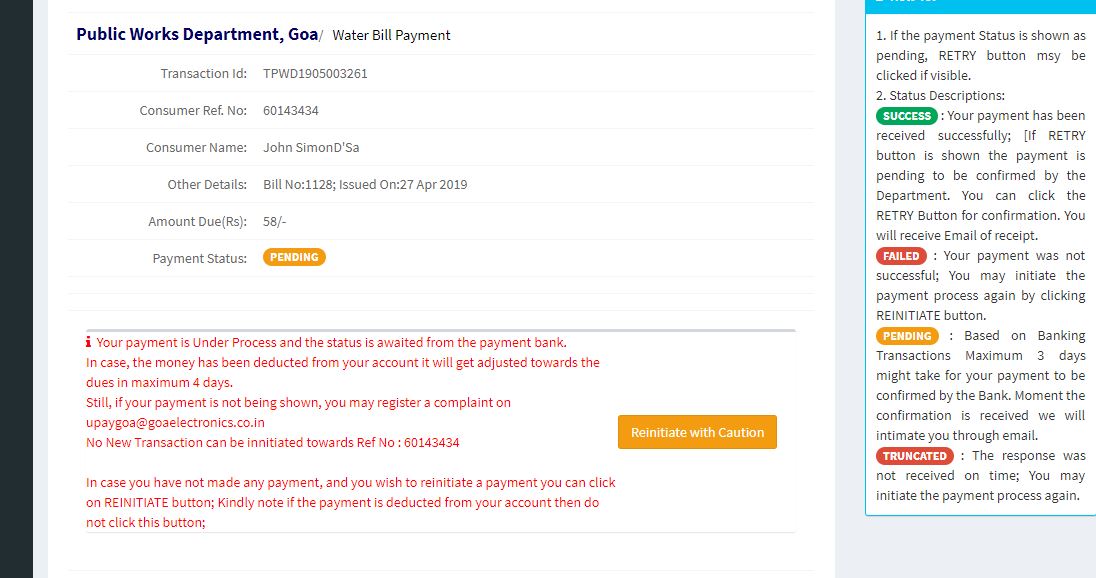 Public Works Department, Goa/ Water Bill Payment
Transaction Id: TPWD1905003261
Consumer Ref. No: 60143434
Consumer Name: John SimonD'Sa
Other Details: Bill No:1128; Issued On:27 Apr 2019
Amount Due(Rs): 58/-
Payment Status: PENDING
Your payment is Under Process and the status is awaited from the payment bank.
In case, the money has been deducted from your account it will get adjusted towards the
dues in maximum 4 days.
Still, if your payment is not being shown, you may register a complaint on
upaygoa@goaelectronics.co.in
No New Transaction can be innitiated towards Ref No : 60143434
In case you have not made any payment, and you wish to reinitiate a payment you can click
on REINITIATE button; Kindly note if the payment is deducted from your account then do
not click this button;
Reinitiate with Caution
1. If the payment Status is shown as
pending, RETRY button msy be
clicked if visible.
2. Status Descriptions:
SUCCESS : Your payment has been
received successfully; [If RETRY
button is shown the payment is
pending to be confirmed by the
Department. You can click the
RETRY Button for confirmation. You
will receive Email of receipt.
FAILED : Your payment was not
successful; You may initiate the
payment process again by clicking
REINITIATE button.
PENDING : Based on Banking
Transactions Maximum 3 days
might take for your payment to be
confirmed by the Bank. Moment the
confirmation is received we will
intimate you through email.
TRUNCATED : The response was
not received on time; You may
initiate the payment process again.